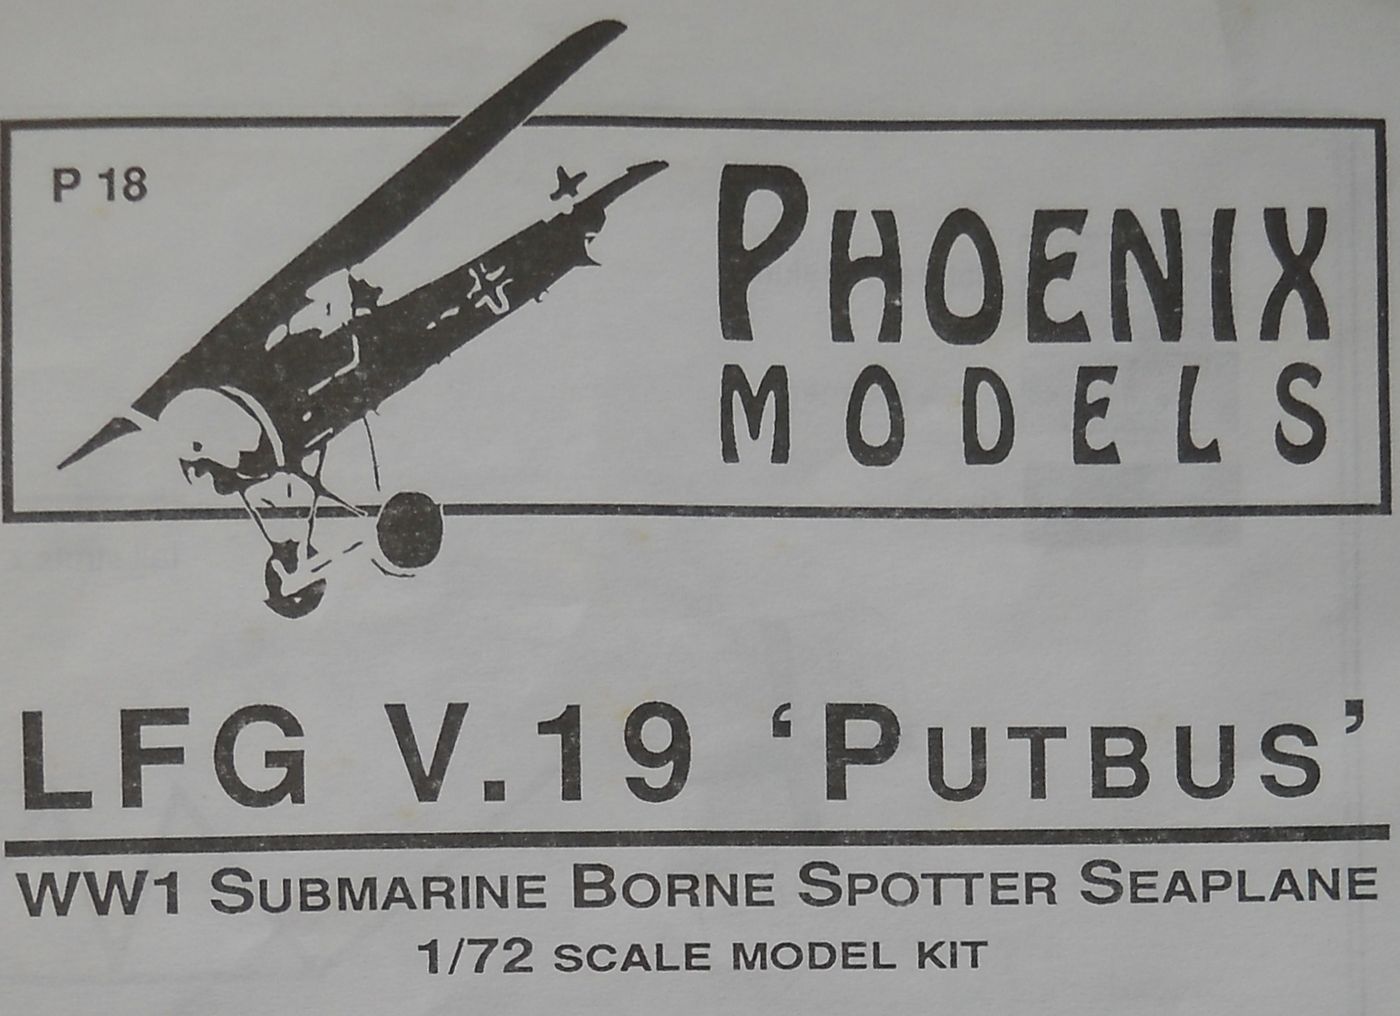 P 18
PHOENIX
MODELS
LFG V.19 ‘PUTBUS’
WW1 SUBMARINE BORNE SPOTTER SEAPLANE
1/72 SCALE MODEL KIT